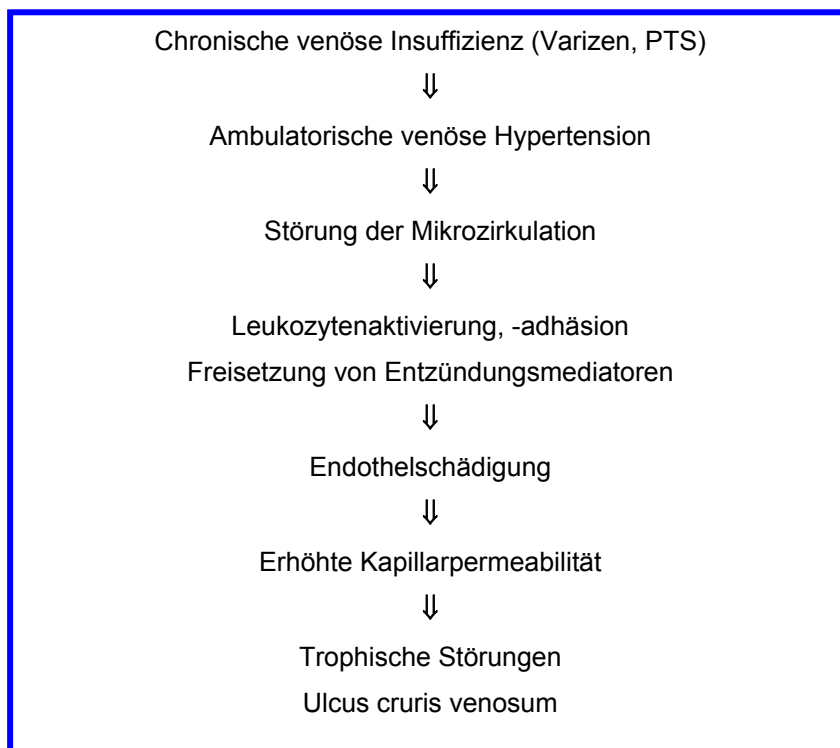 Chronische venöse Insuffizienz (Varizen, PTS)
⇓
Ambulatorische venöse Hypertension
⇓
Störung der Mikrozirkulation
⇓
Leukozytenaktivierung, -adhäsion
Freisetzung von Entzündungsmediatoren
⇓
Endothelschädigung
⇓
Erhöhte Kapillarpermeabilität
⇓
Trophische Störungen
Ulcus cruris venosum